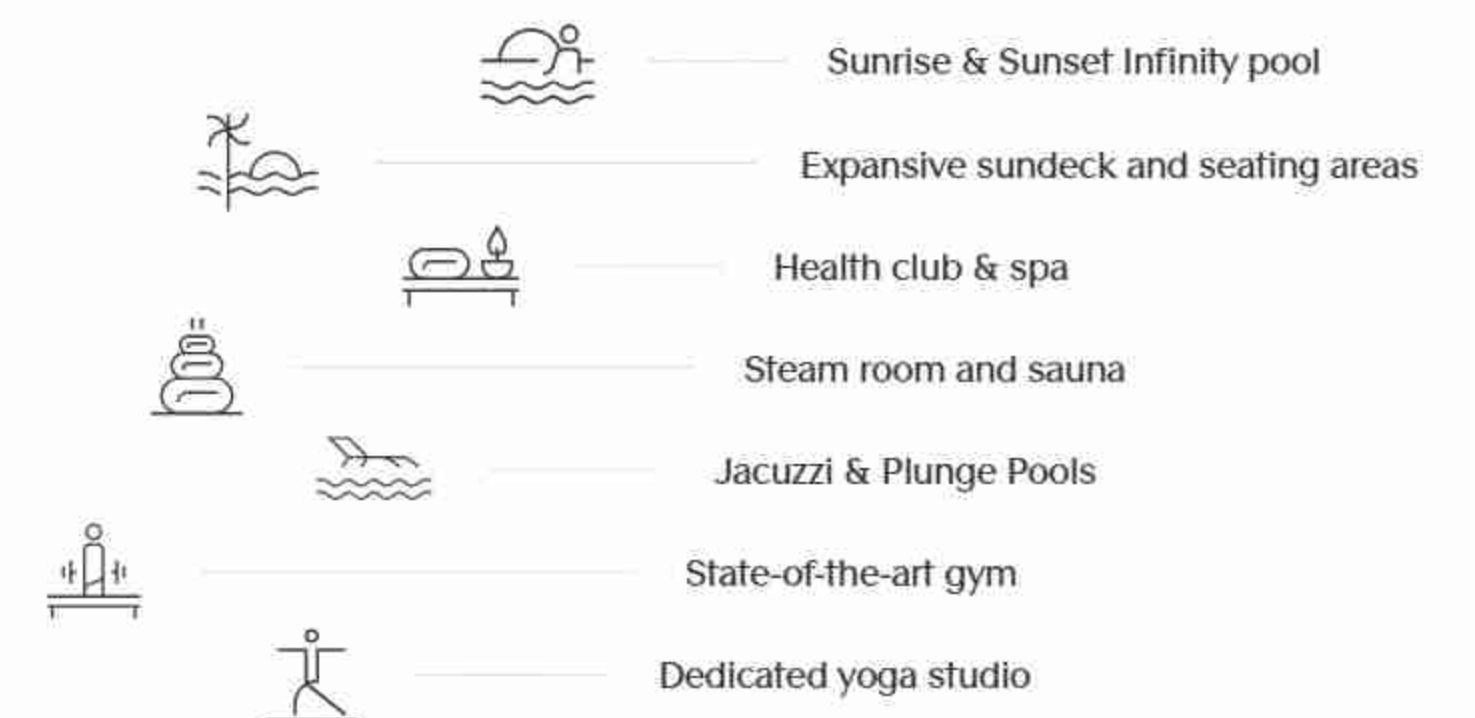 Sunrise & Sunset Infinity pool
Expansive sundeck and seating areas
Health club & spa
Steam room and sauna
Jacuzzi & Plunge Pools
State-of-the-art gym
Dedicated yoga studio